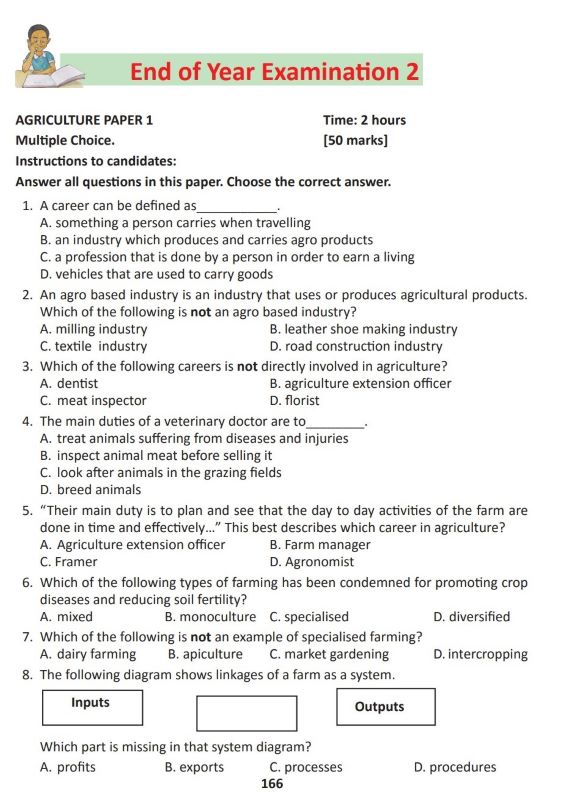 End of Year Examination 2
AGRICULTURE PAPER 1 Time: 2 hours
Multiple Choice. [50 marks]
Instructions to candidates:
Answer all questions in this paper. Choose the correct answer.
1. A career can be defined as___________.
A. something a person carries when travelling
B. an industry which produces and carries agro products
C. a profession that is done by a person in order to earn a living
D. vehicles that are used to carry goods
2. An agro based industry is an industry that uses or produces agricultural products.
Which of the following is not an agro based industry?
A. milling industry B. leather shoe making industry
C. textile industry D. road construction industry
3. Which of the following careers is not directly involved in agriculture?
A. dentist B. agriculture extension officer
C. meat inspector D. florist
4. The main duties of a veterinary doctor are to________.
A. treat animals suffering from diseases and injuries
B. inspect animal meat before selling it
C. look after animals in the grazing fields
D. breed animals
5. “Their main duty is to plan and see that the day to day activities of the farm are
done in time and effectively...” This best describes which career in agriculture?
A. Agriculture extension officer B. Farm manager
C. Framer D. Agronomist
6. Which of the following types of farming has been condemned for promoting crop
diseases and reducing soil fertility?
A. mixed B. monoculture C. specialised D. diversified
7. Which of the following is not an example of specialised farming?
A. dairy farming B. apiculture C. market gardening D. intercropping
8. The following diagram shows linkages of a farm as a system.
Inputs Outputs
Which part is missing in that system diagram?
A. profits B. exports C. processes D. procedures
166